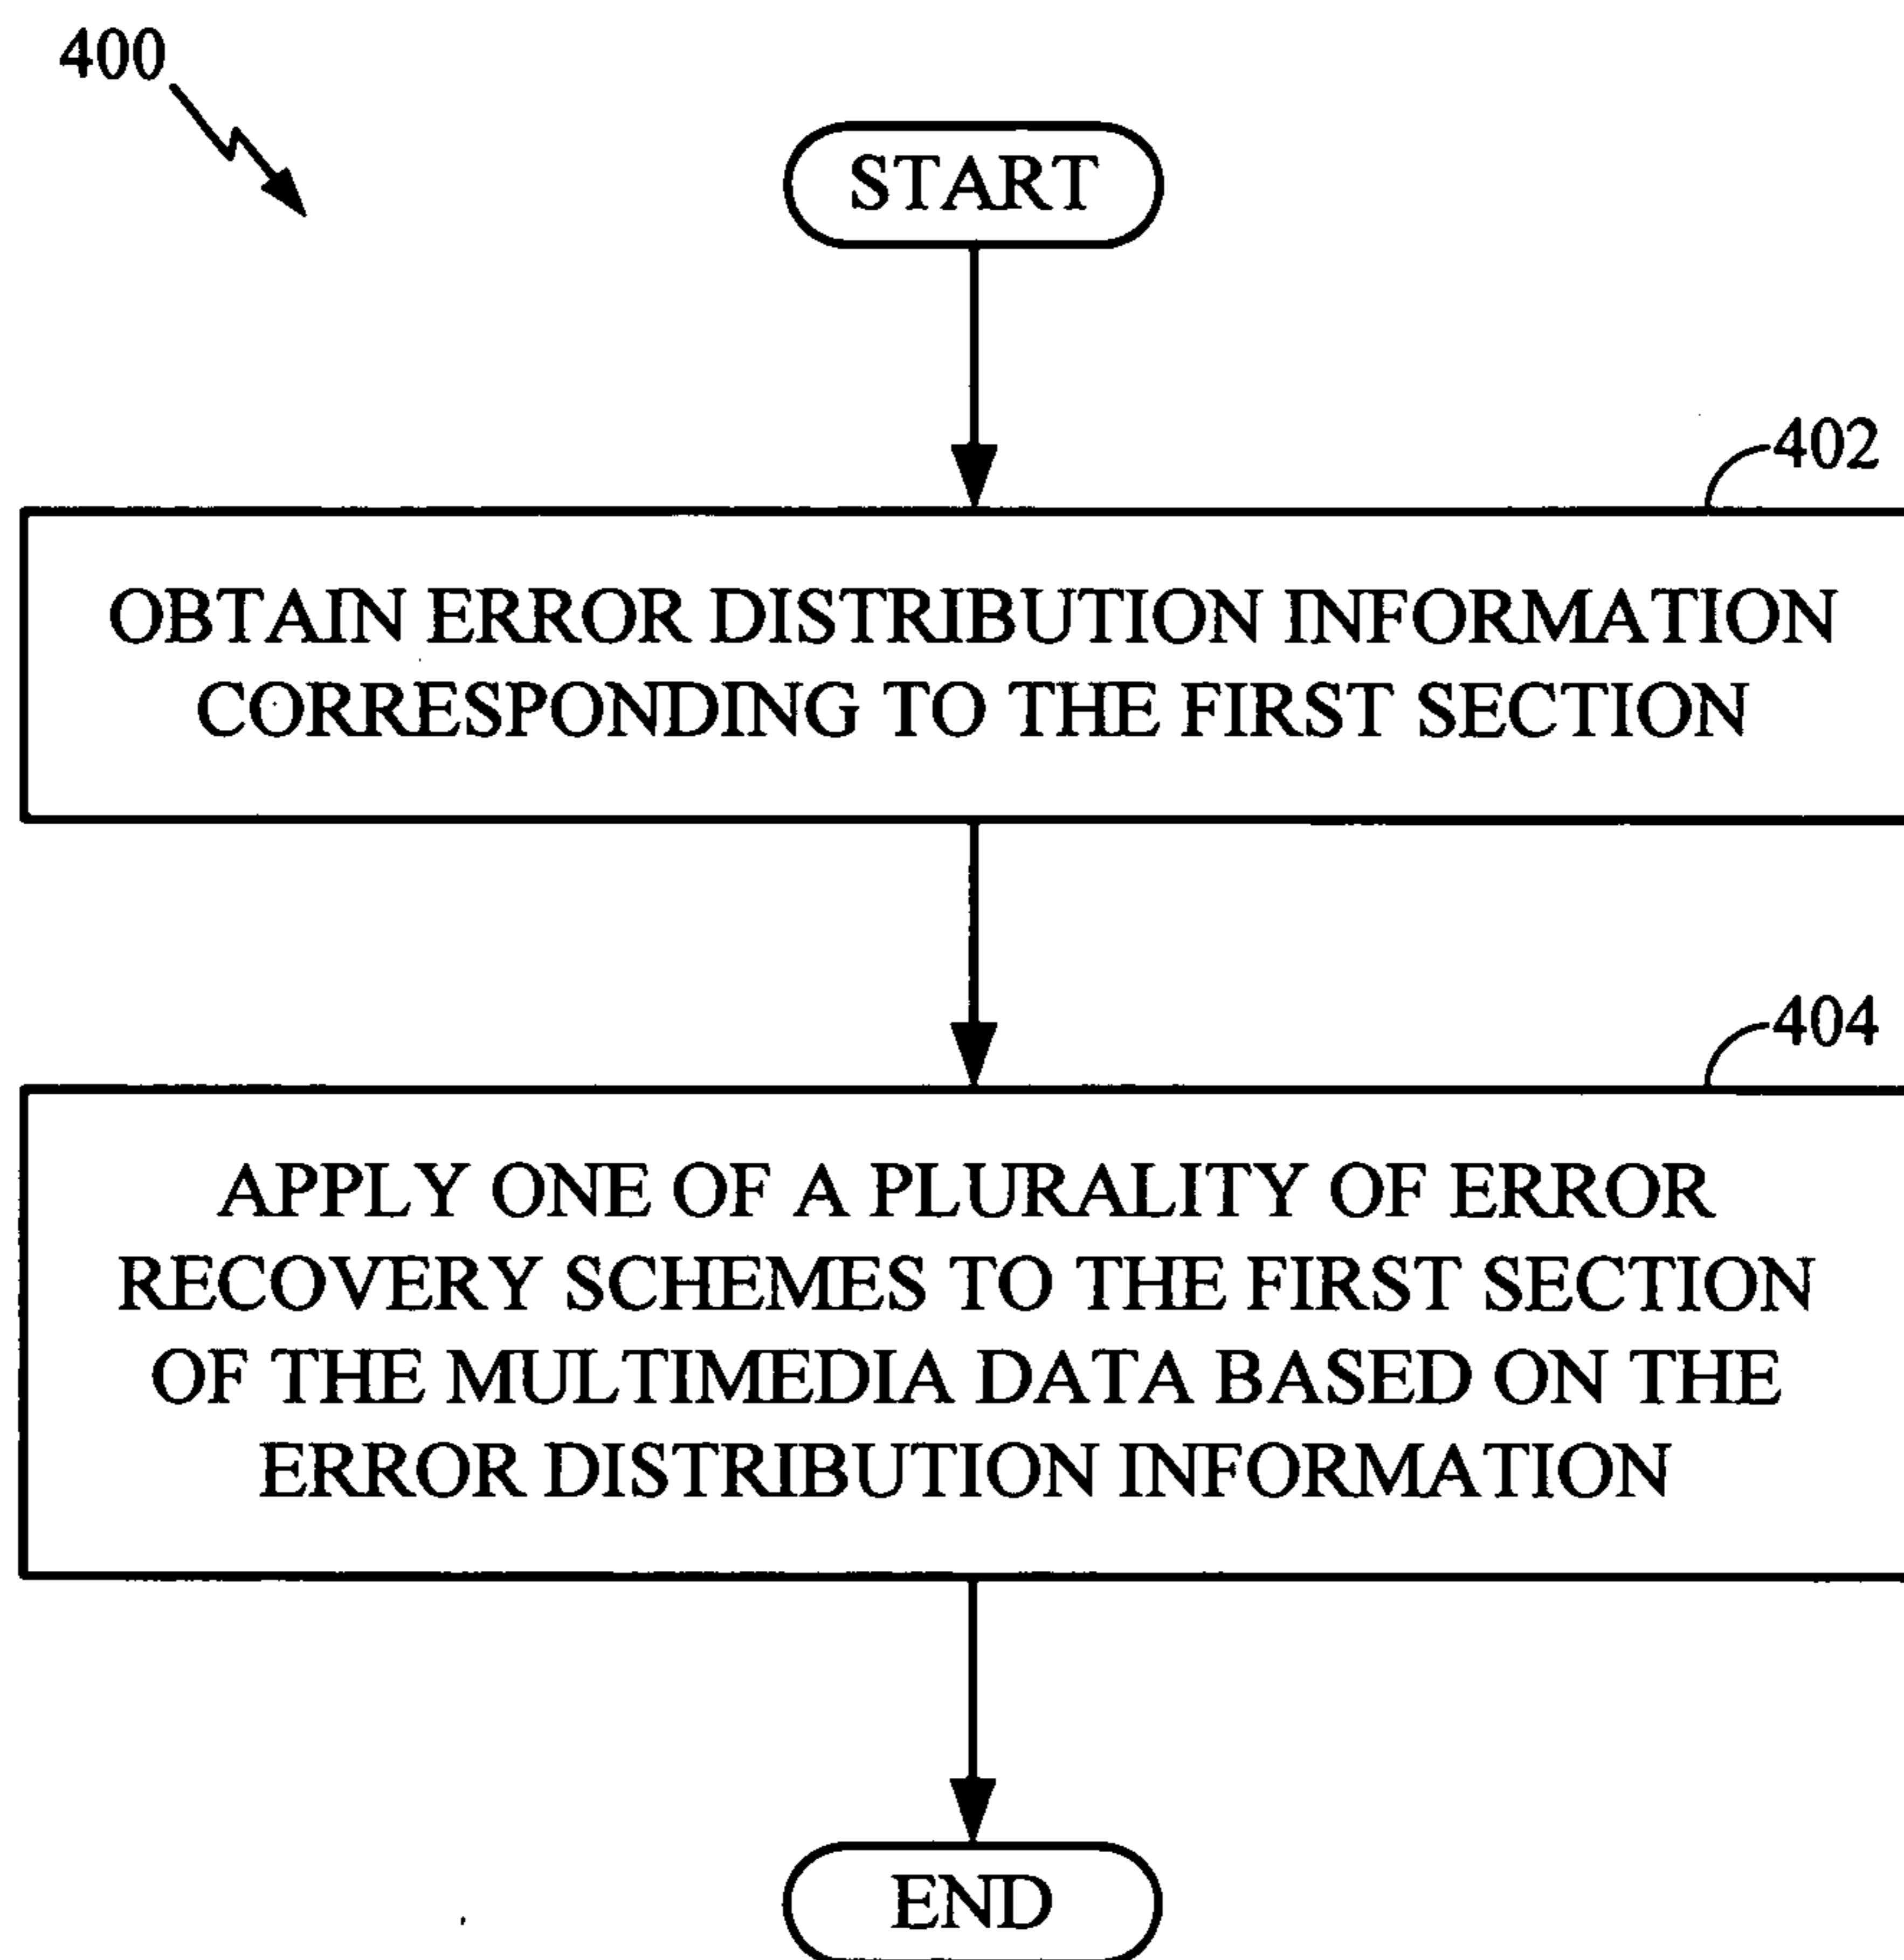 400
START
402
OBTAIN ERROR DISTRIBUTION INFORMATION
CORRESPONDING TO THE FIRST SECTION
404
APPLY ONE OF A PLURALITY OF ERROR
RECOVERY SCHEMES TO THE FIRST SECTION
OF THE MULTIMEDIA DATA BASED ON THE
ERROR DISTRIBUTION INFORMATION
END